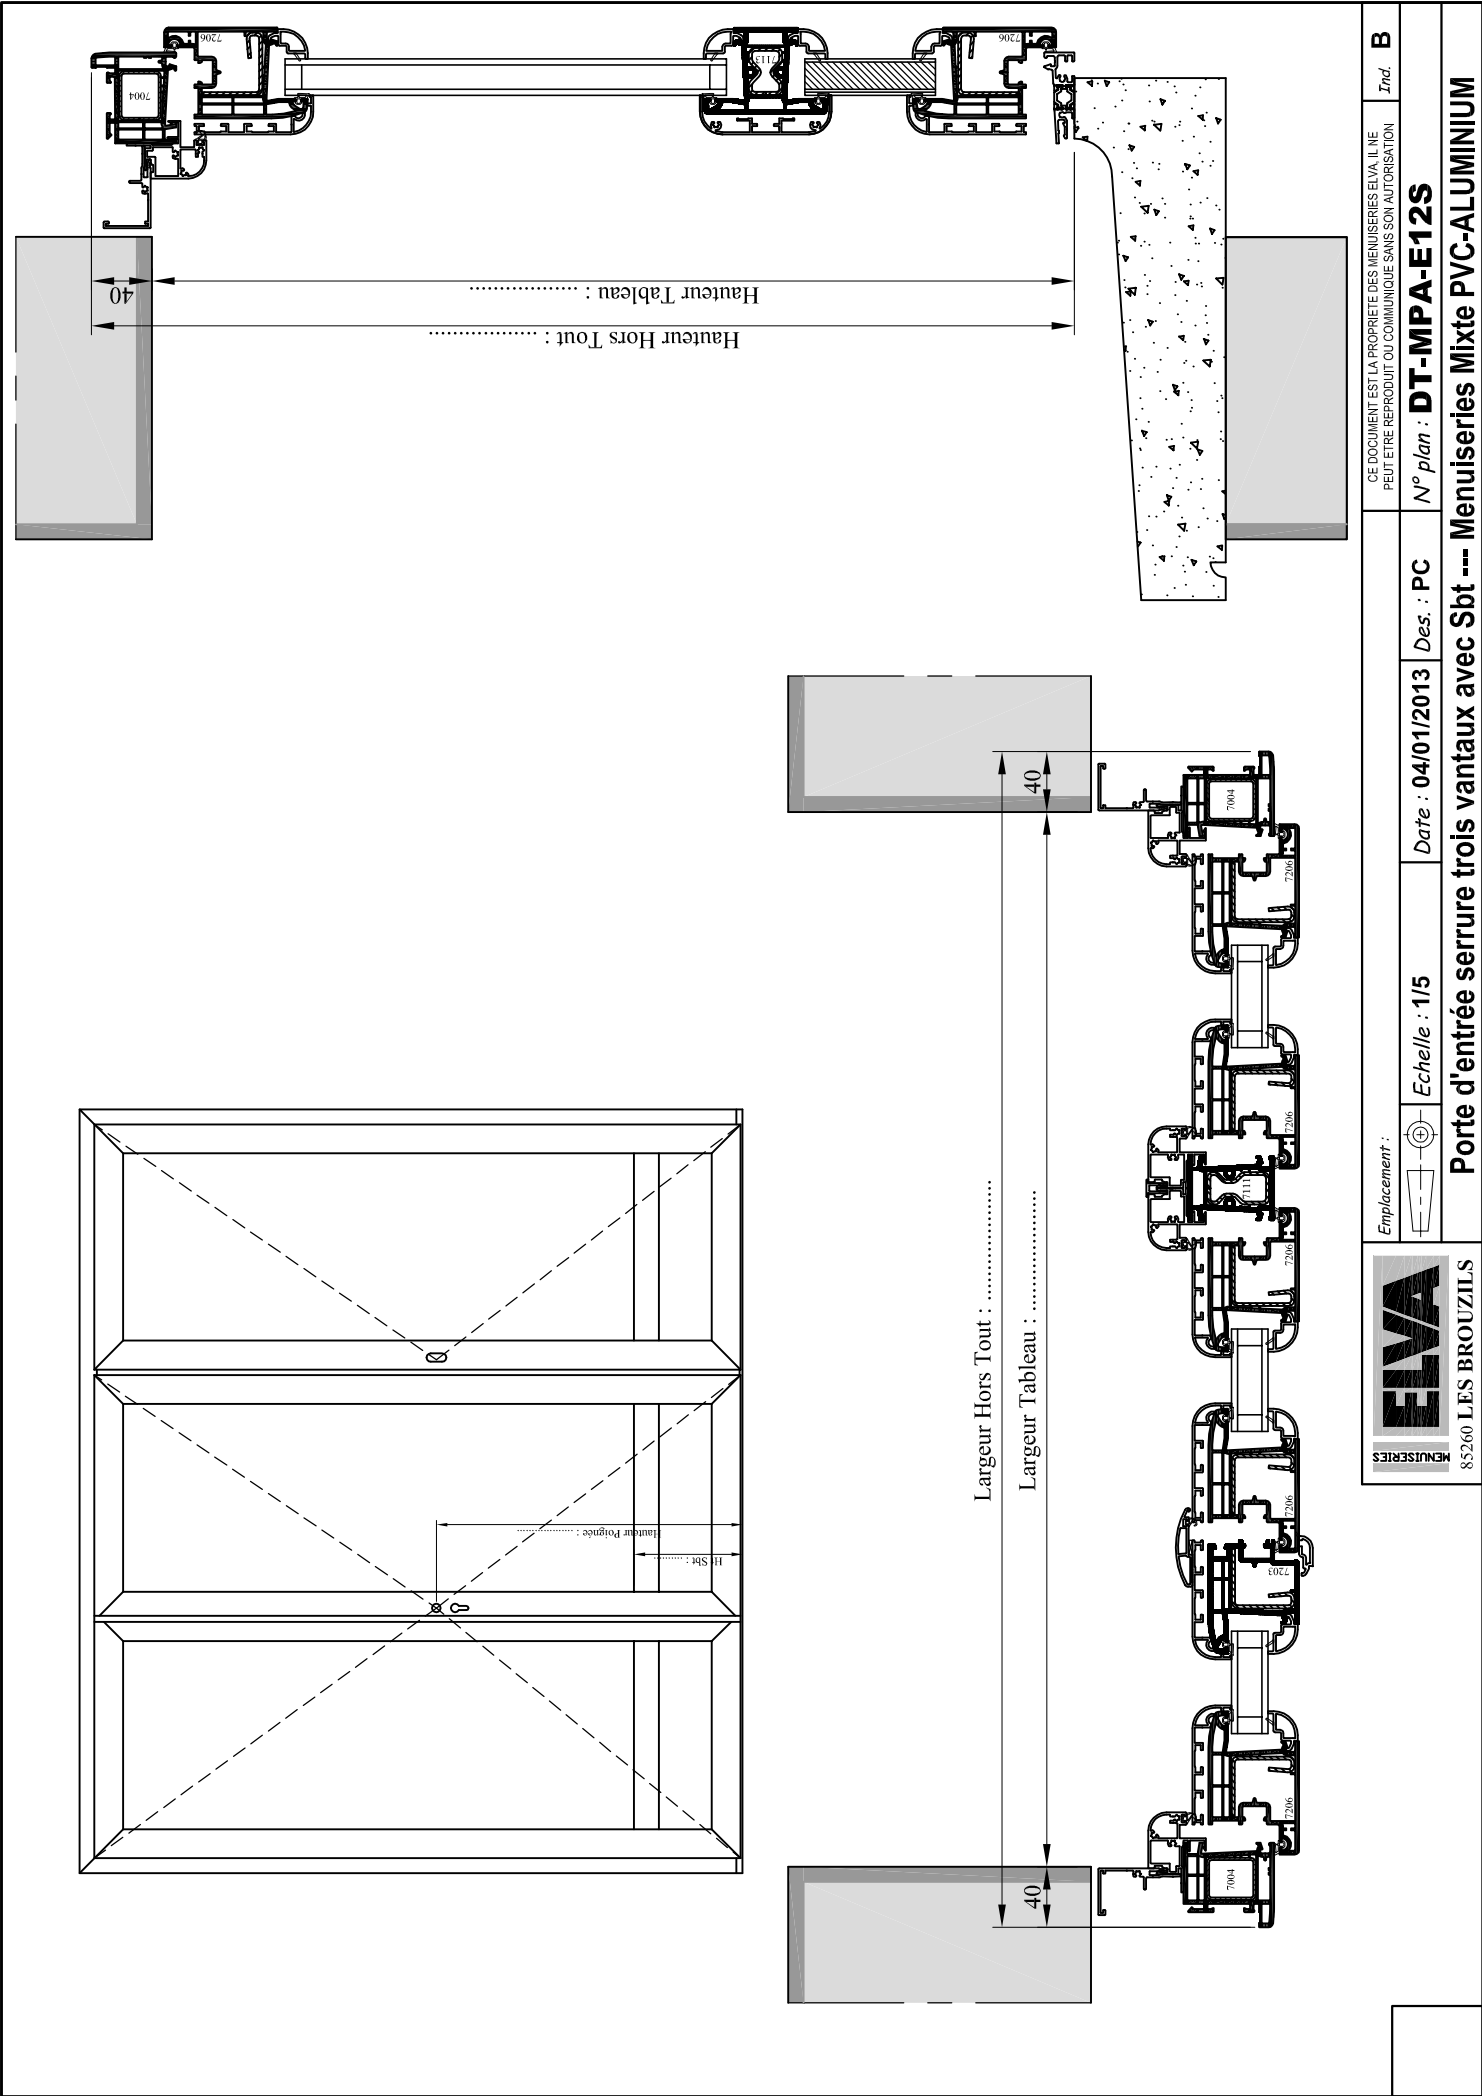 7004
7206
7113
7206
40
Hauteur Tableau : ..................
Hauteur Hors Tout : ..................
Hauteur Poignée : ................
Ht Sbt : ..........
Largeur Hors Tout : ..................
Largeur Tableau : ..................
40
40
7004
7206
7203
7206
7206
7111
7206
7206
7004
MENUISERIES
ELVA
85260 LES BROUZILS
Emplacement :
CE DOCUMENT EST LA PROPRIETE DES MENUISERIES ELVA, IL NE
PEUT ETRE REPRODUIT OU COMMUNIQUE SANS SON AUTORISATION
Ind. B
Echelle : 1/5
Date : 04/01/2013
Des. : PC
N° plan : DT-MPA-E12S
Porte d'entrée serrure trois vantaux avec Sbt --- Menuiseries Mixte PVC-ALUMINIUM